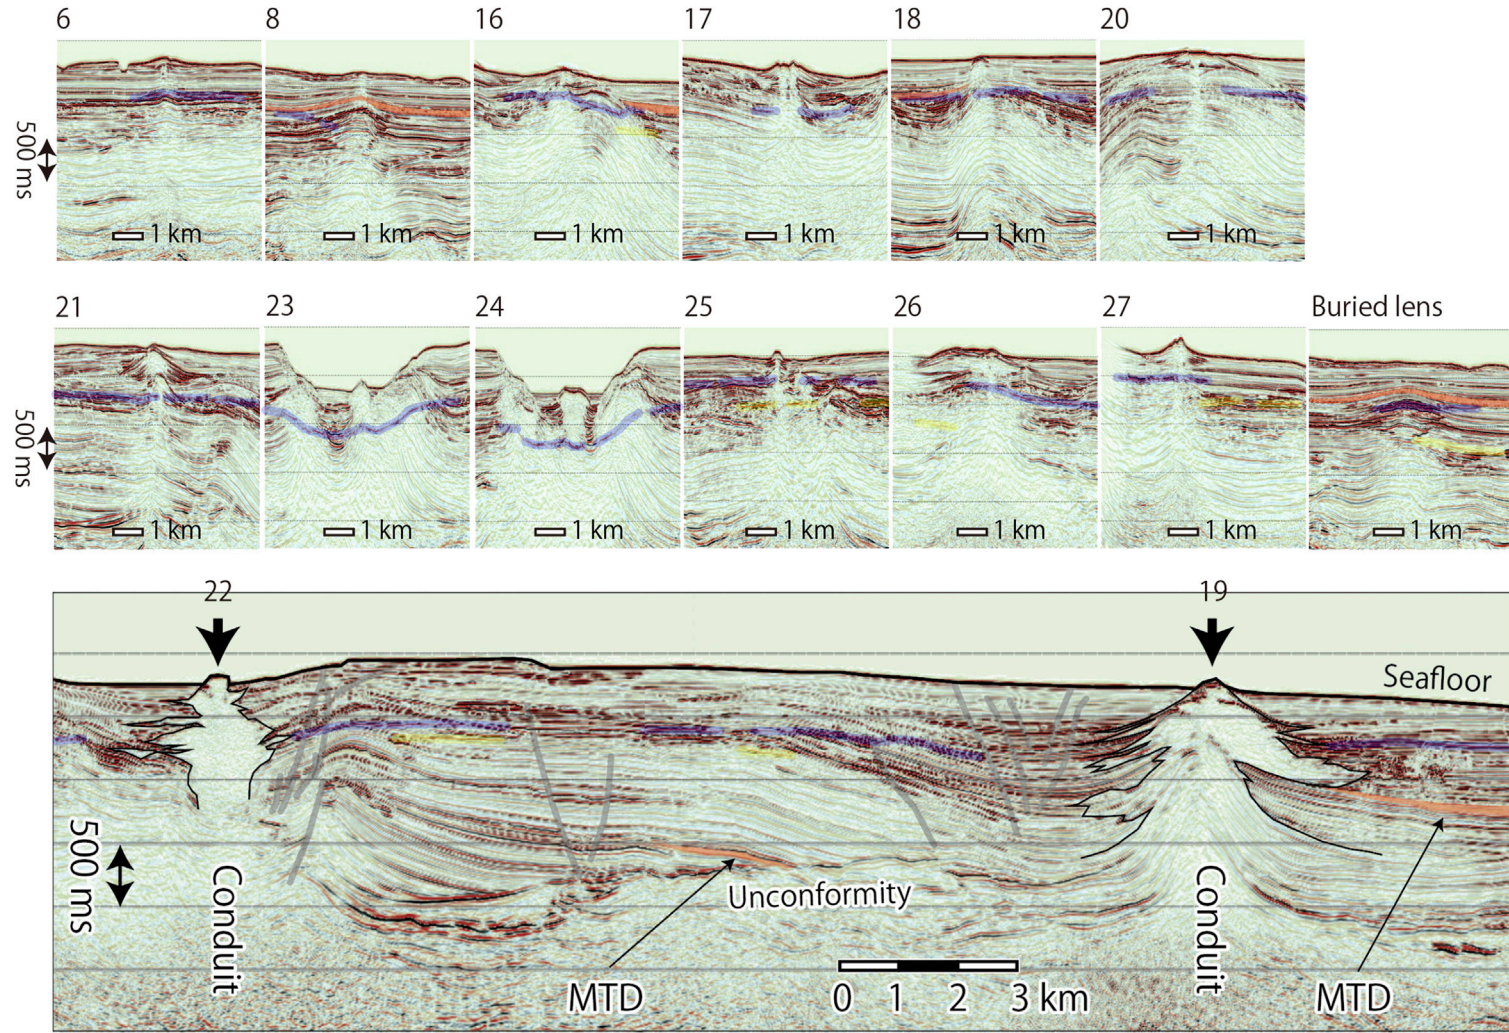 6 8 16 17 18 20
500 ms
1 km 1 km 1 km 1 km 1 km 1 km
21 23 24 25 26 27 Buried lens
500 ms
1 km 1 km 1 km 1 km 1 km 1 km 1 km
22 19
Seafloor
500 ms
Conduit
Unconformity
Conduit
MTD
0 1 2 3 km
MTD